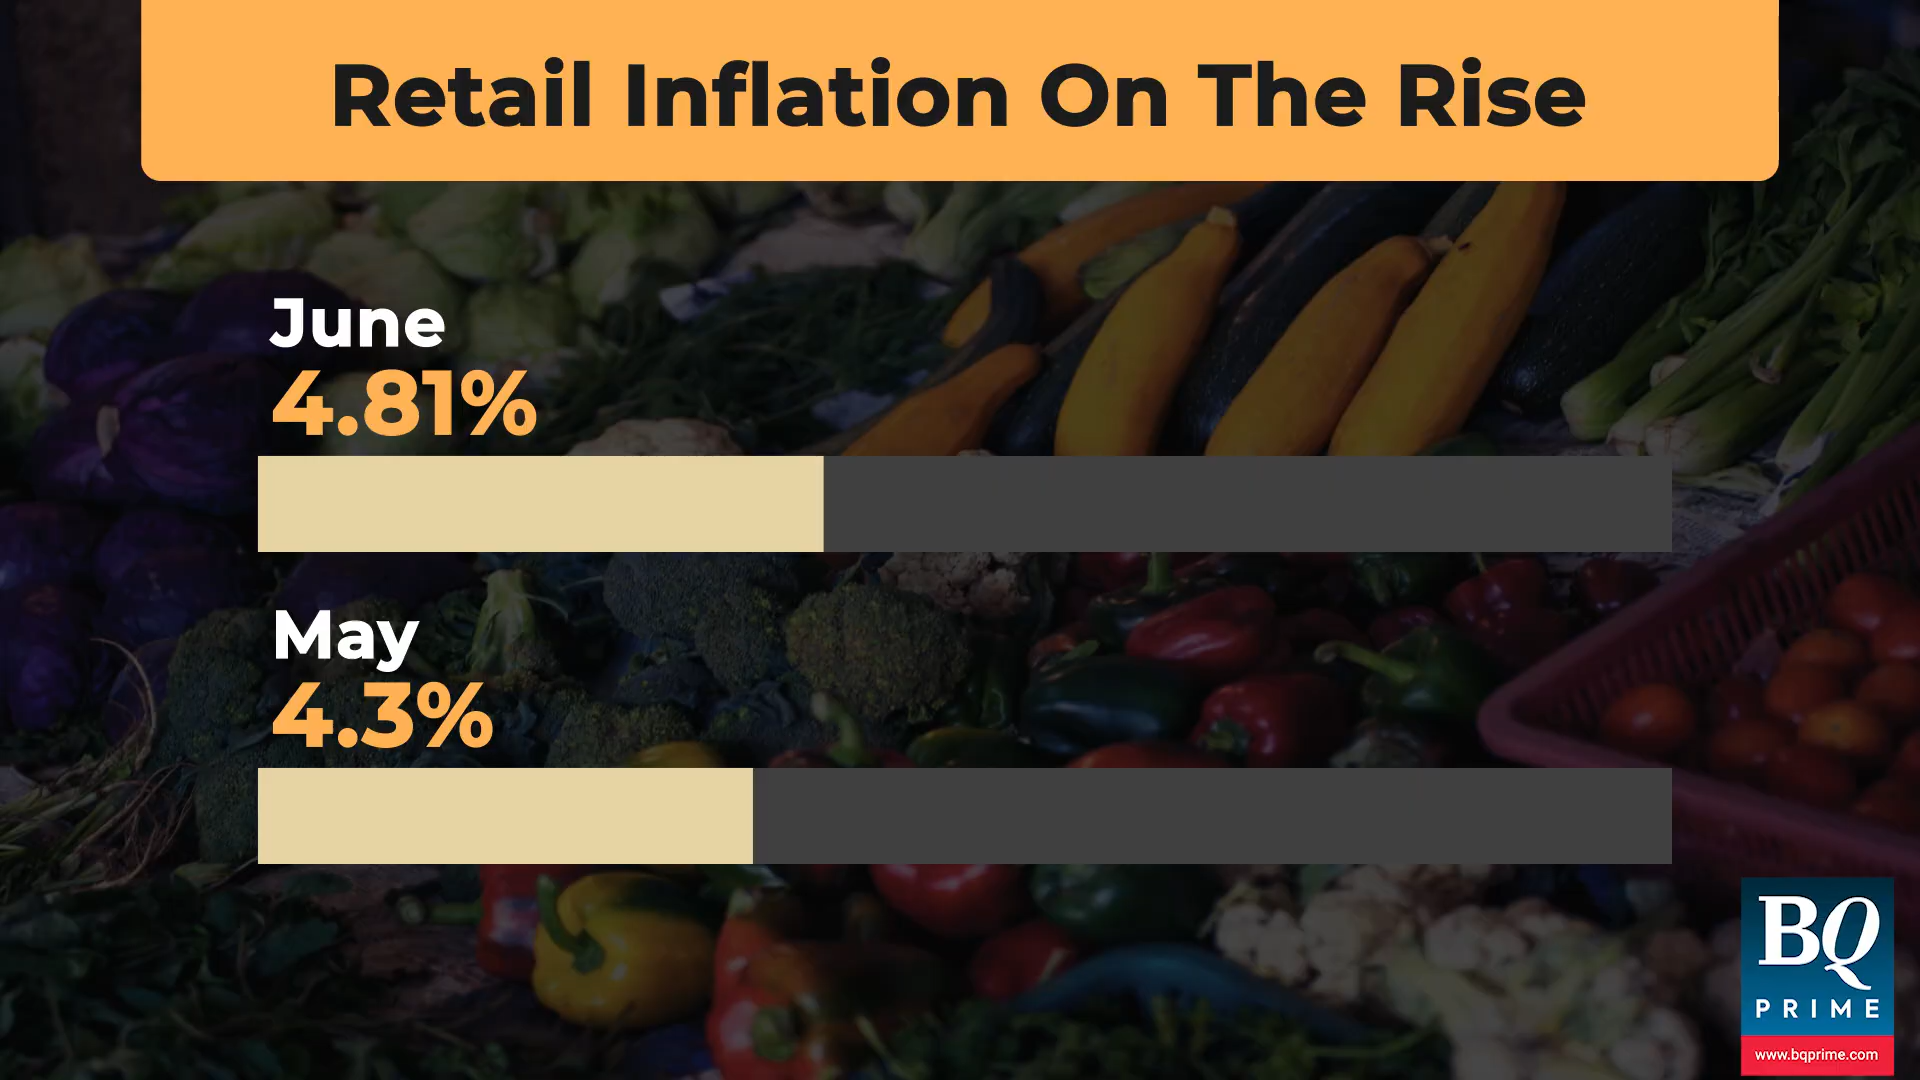 Retail Inflation On The Rise
June
4.81%
May
4.3%
BQ
PRIME
www.bqprime.com